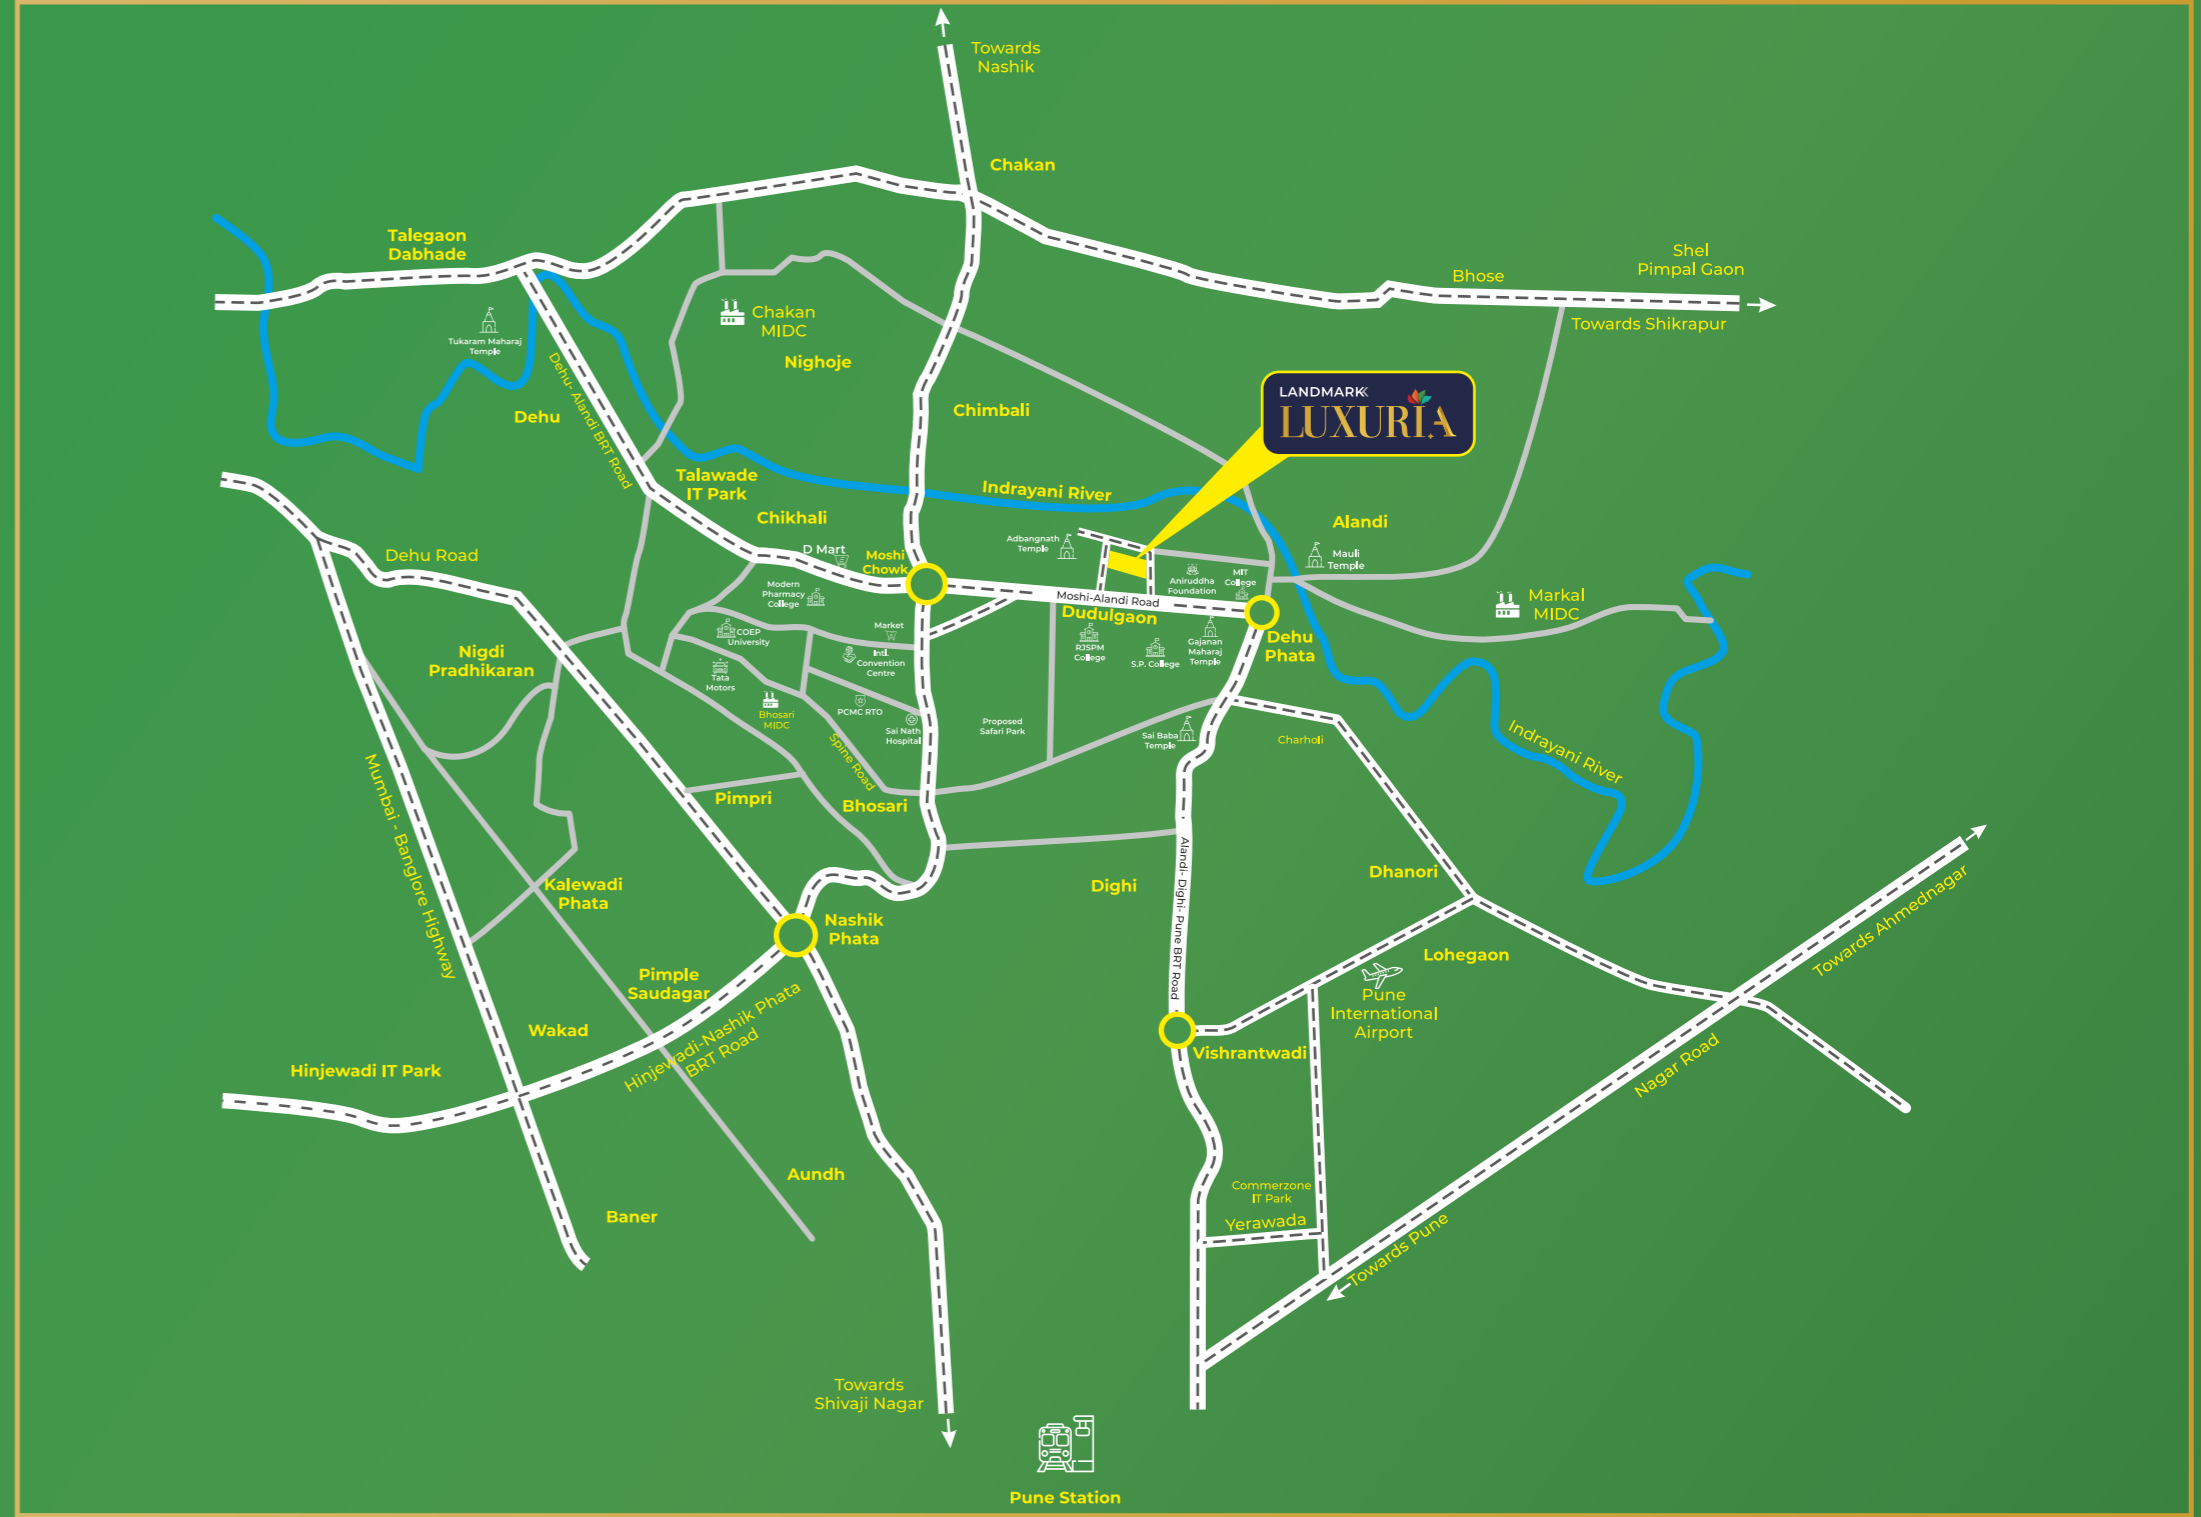 Towards
Nashik
Chakan
Talegaon
Dabhade
Shel
Pimpal Gaon
Bhose
Towards Shikrapur
Chakan
MIDC
Nighoje
Tukaram Maharaj
Temple
Dehu- Alandi BRT Road
Dehu
Chimbali
LANDMARK
LUXURIA
Talawade
IT Park
Indrayani River
Chikhali
Alandi
D Mart
Moshi
Chowk
Adbangnath
Temple
Mauli
Temple
Dehu Road
Modern
Pharmacy
College
Aniruddha
Foundation
MIT
College
Moshi-Alandi Road
Dudulgaon
Markal
MIDC
COEP
University
Market
Intl.
Convention
Centre
RJSPM
College
S.P. College
Gajanan
Maharaj
Temple
Dehu
Phata
Nigdi
Pradhikaran
Tata
Motors
Bhosari
MIDC
PCMC RTO
Sai Nath
Hospital
Proposed
Safari Park
Sai Baba
Temple
Charholi
Indrayani River
Spine Road
Mumbai - Banglore Highway
Pimpri
Bhosari
Alandi- Dighi- Pune BRT Road
Dighi
Dhanori
Kalewadi
Phata
Nashik
Phata
Towards Ahmednagar
Lohegaon
Pimple
Saudagar
Pune
International
Airport
Wakad
Hinjewadi-Nashik Phata
BRT Road
Vishrantwadi
Hinjewadi IT Park
Nagar Road
Aundh
Commerzone
IT Park
Baner
Yerawada
Towards Pune
Towards
Shivaji Nagar
Pune Station